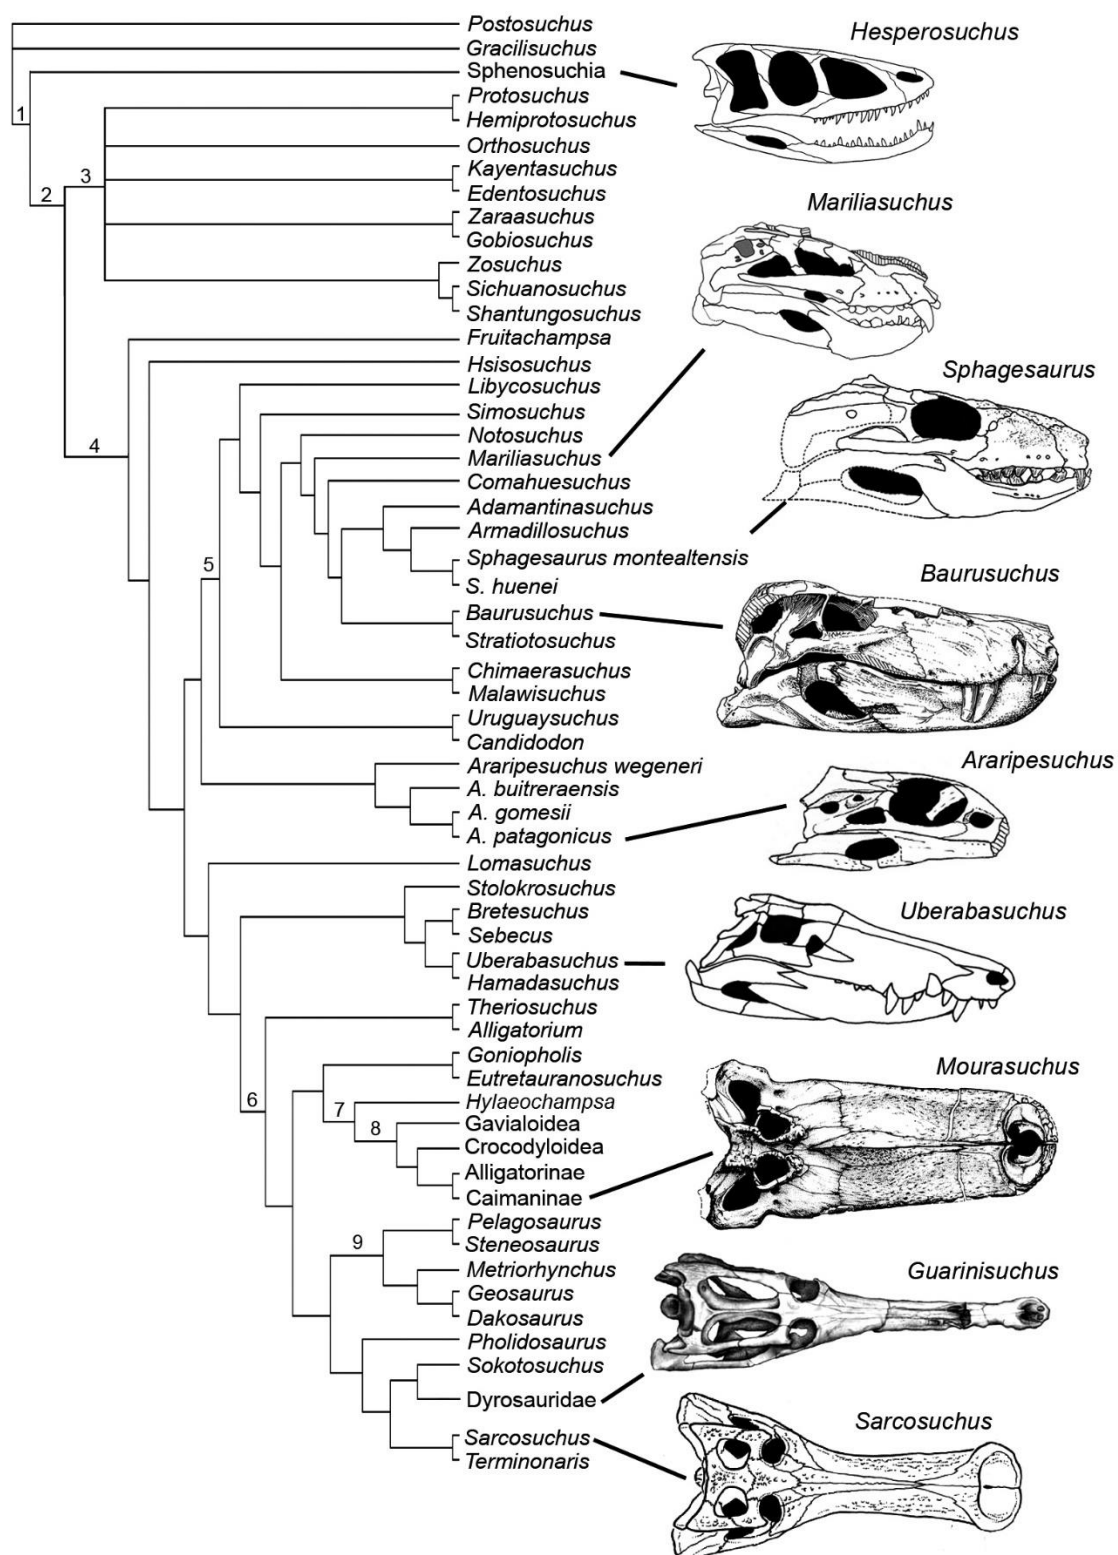 Postosuchus
Gracilisuchus
Sphenosuchia
Protosuchus
Hemiprotosuchus
Orthosuchus
Kayentasuchus
Edentosuchus
Zaraasuchus
Gobiosuchus
Zosuchus
Sichuanosuchus
Shantungosuchus
Fruitachampsa
Hsisosuchus
Libycosuchus
Simosuchus
Notosuchus
Mariliasuchus
Comahuesuchus
Adamantinasuchus
Armadillosuchus
Sphagesaurus montealtensis
S. huenei
Baurusuchus
Stratiotosuchus
Chimaerasuchus
Malawisuchus
Uruguaysuchus
Candidodon
Araripesuchus wegeneri
A. buitreraensis
A. gomesii
A. patagonicus
Lomasuchus
Stolokrosuchus
Bretesuchus
Sebecus
Uberabasuchus
Hamadasuchus
Theriosuchus
Alligatorium
Goniopholis
Eutretauranosuchus
Hylaeochampsa
Gavialoidea
Crocodyloidea
Alligatorinae
Caimaninae
Pelagosaurus
Steneosaurus
Metriorhynchus
Geosaurus
Dakosaurus
Pholidosaurus
Sokotosuchus
Dyrosauridae
Sarcosuchus
Terminonaris
1
2
3
4
5
6
7
8
9
Hesperosuchus
Mariliasuchus
Sphagesaurus
Baurusuchus
Araripesuchus
Uberabasuchus
Mourasuchus
Guarinisuchus
Sarcosuchus